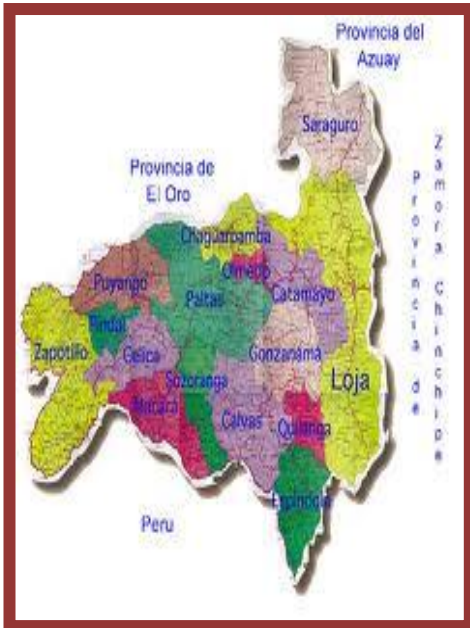 Provincia del
Azuay
Saraguro
Provincia de
El Oro
Provincia de
Zamora Chinchipe
Chaguarpamba
Olmedo
Catamayo
Puyango
Paltas
Pindal
Zapotillo
Celica
Gonzanamá
Loja
Sozoranga
Macará
Calvas
Quilanga
Espindola
Peru